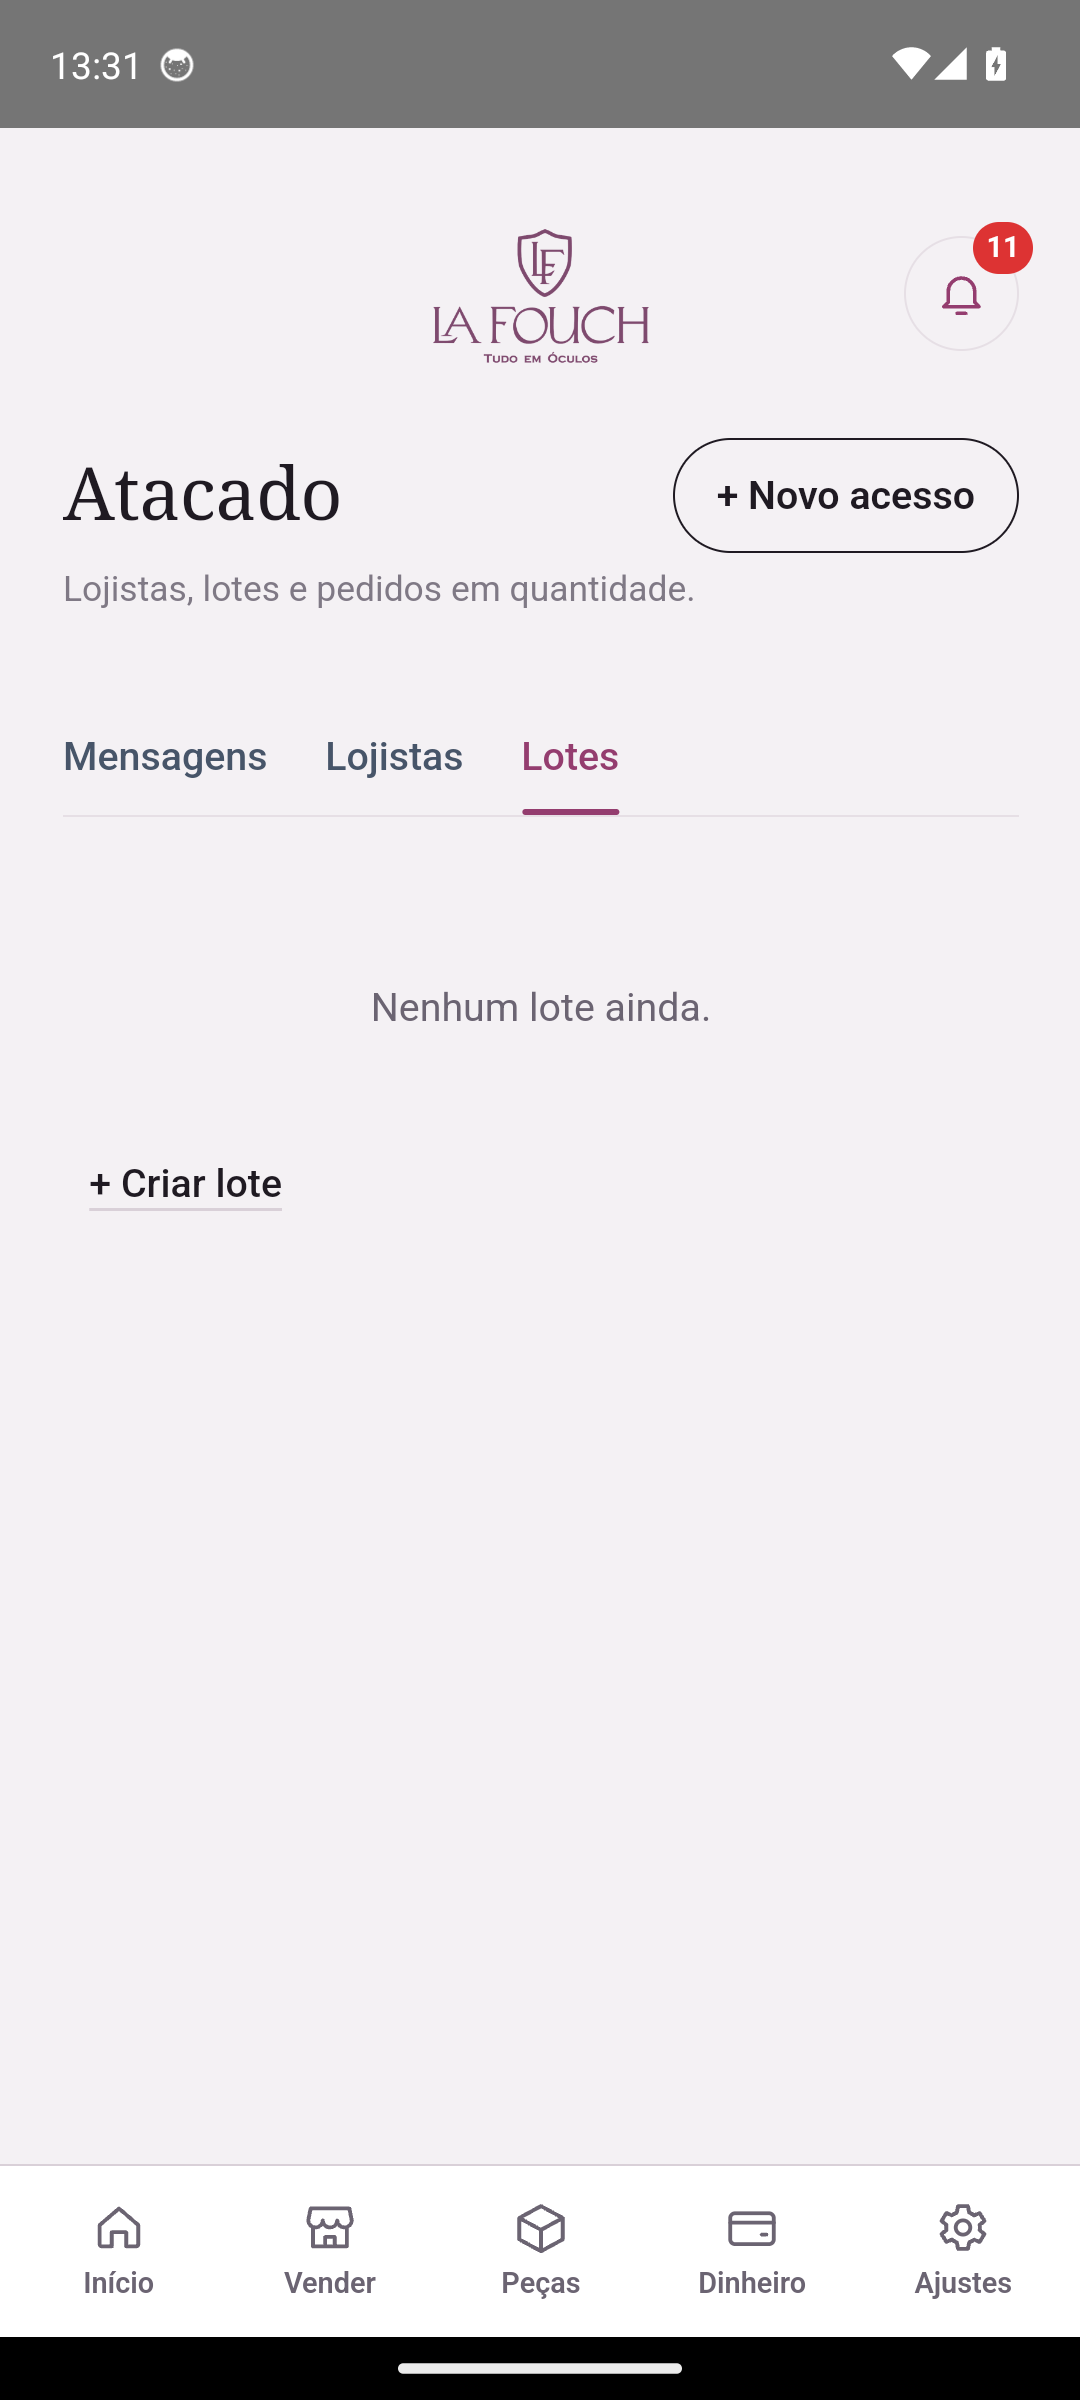 13:31
11
LF
LA FOUCH
Tudo em Óculos
Atacado
+ Novo acesso
Lojistas, lotes e pedidos em quantidade.
Mensagens Lojistas Lotes
Nenhum lote ainda.
+ Criar lote
Início Vender Peças Dinheiro Ajustes